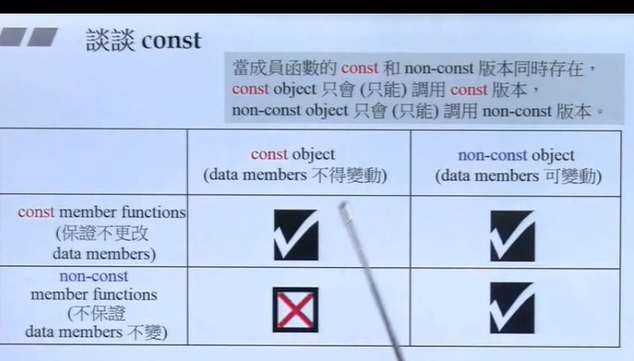 談談 const
當成員函數的 const 和 non-const 版本同時存在，
const object 只會 (只能) 調用 const 版本，
non-const object 只會 (只能) 調用 non-const 版本。
const object
(data members 不得變動)
non-const object
(data members 可變動)
const member functions
(保證不更改
data members)
non-const
member functions
(不保證
data members 不變)